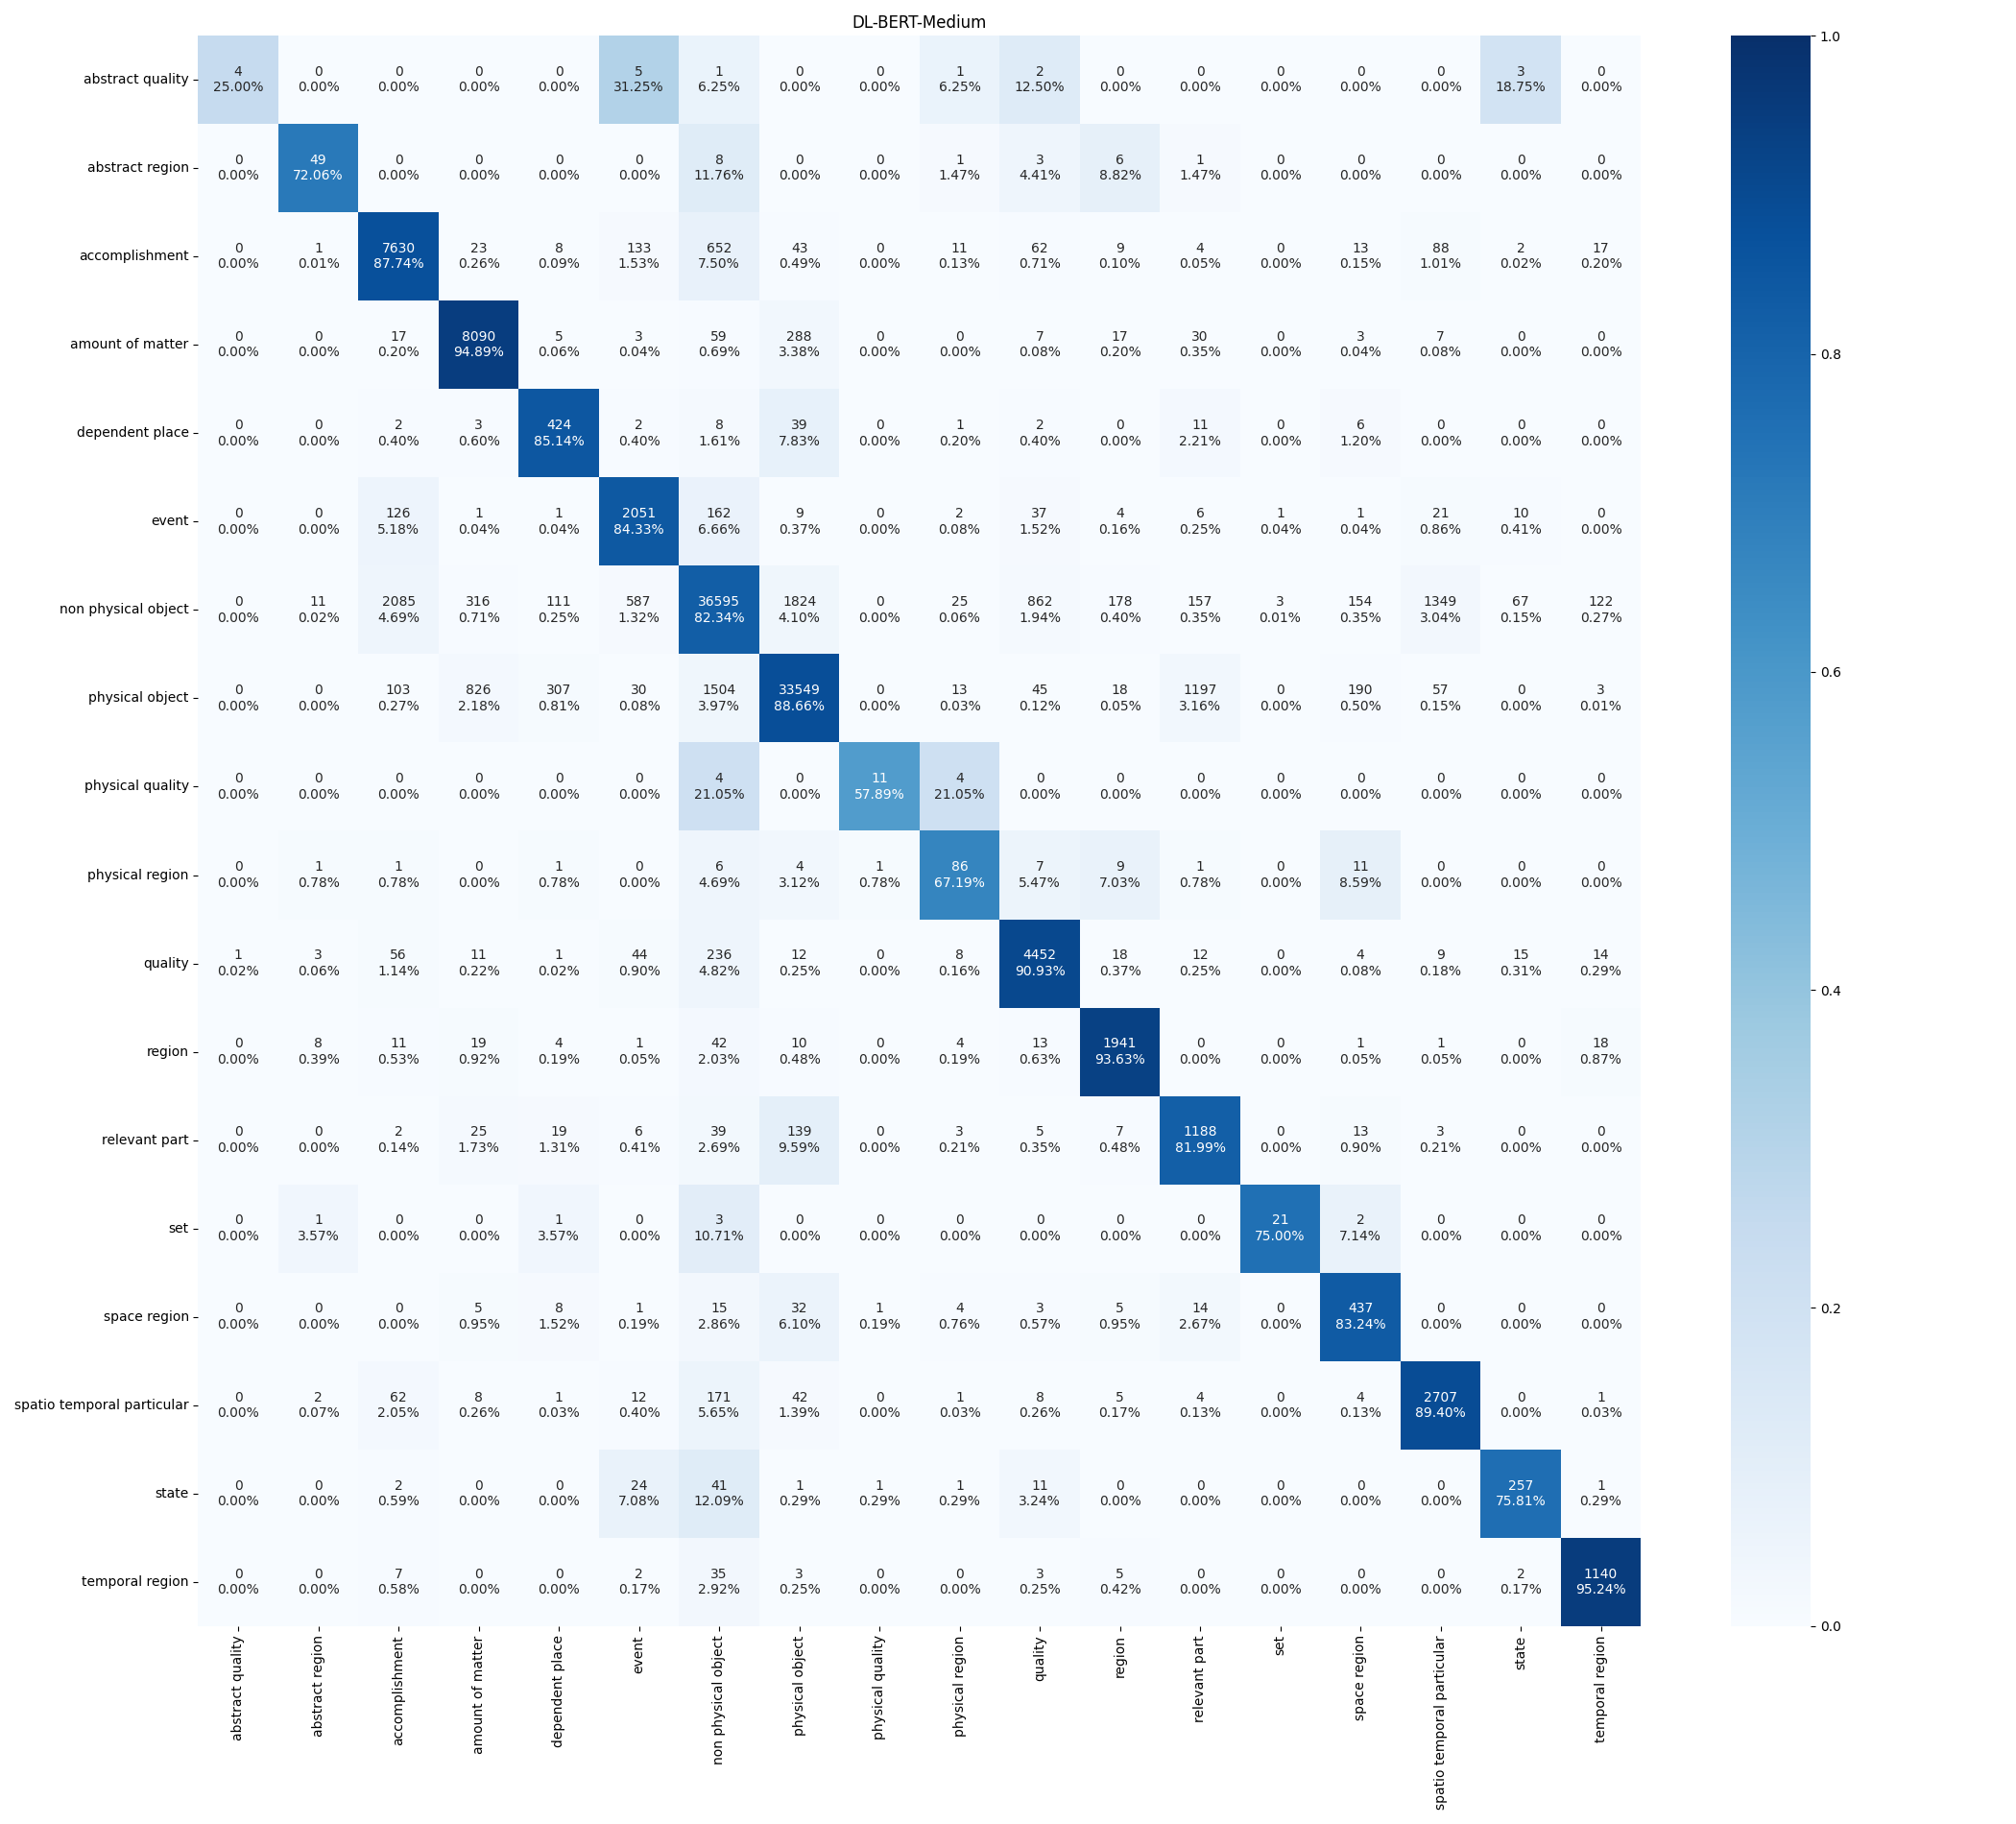 DL-BERT-Medium
abstract quality
4 0 0 0 0 5 1 0 0 1 2 0 0 0 0 0 3 0
25.00% 0.00% 0.00% 0.00% 0.00% 31.25% 6.25% 0.00% 0.00% 6.25% 12.50% 0.00% 0.00% 0.00% 0.00% 0.00% 18.75% 0.00%
abstract region
0 49 0 0 0 0 8 0 0 1 3 6 1 0 0 0 0 0
0.00% 72.06% 0.00% 0.00% 0.00% 0.00% 11.76% 0.00% 0.00% 1.47% 4.41% 8.82% 1.47% 0.00% 0.00% 0.00% 0.00% 0.00%
accomplishment
0 1 7630 23 8 133 652 43 0 11 62 9 4 0 13 88 2 17
0.00% 0.01% 87.74% 0.26% 0.09% 1.53% 7.50% 0.49% 0.00% 0.13% 0.71% 0.10% 0.05% 0.00% 0.15% 1.01% 0.02% 0.20%
amount of matter
0 0 17 8090 5 3 59 288 0 0 7 17 30 0 3 7 0 0
0.00% 0.00% 0.20% 94.89% 0.06% 0.04% 0.69% 3.38% 0.00% 0.00% 0.08% 0.20% 0.35% 0.00% 0.04% 0.08% 0.00% 0.00%
dependent place
0 0 2 3 424 2 8 39 0 1 2 0 11 0 6 0 0 0
0.00% 0.00% 0.40% 0.60% 85.14% 0.40% 1.61% 7.83% 0.00% 0.20% 0.40% 0.00% 2.21% 0.00% 1.20% 0.00% 0.00% 0.00%
event
0 0 126 1 1 2051 162 9 0 2 37 4 6 1 1 21 10 0
0.00% 0.00% 5.18% 0.04% 0.04% 84.33% 6.66% 0.37% 0.00% 0.08% 1.52% 0.16% 0.25% 0.04% 0.04% 0.86% 0.41% 0.00%
non physical object
0 11 2085 316 111 587 36595 1824 0 25 862 178 157 3 154 1349 67 122
0.00% 0.02% 4.69% 0.71% 0.25% 1.32% 82.34% 4.10% 0.00% 0.06% 1.94% 0.40% 0.35% 0.01% 0.35% 3.04% 0.15% 0.27%
physical object
0 0 103 826 307 30 1504 33549 0 13 45 18 1197 0 190 57 0 3
0.00% 0.00% 0.27% 2.18% 0.81% 0.08% 3.97% 88.66% 0.00% 0.03% 0.12% 0.05% 3.16% 0.00% 0.50% 0.15% 0.00% 0.01%
physical quality
0 0 0 0 0 0 4 0 11 4 0 0 0 0 0 0 0 0
0.00% 0.00% 0.00% 0.00% 0.00% 0.00% 21.05% 0.00% 57.89% 21.05% 0.00% 0.00% 0.00% 0.00% 0.00% 0.00% 0.00% 0.00%
physical region
0 1 1 0 1 0 6 4 1 86 7 9 1 0 11 0 0 0
0.00% 0.78% 0.78% 0.00% 0.78% 0.00% 4.69% 3.12% 0.78% 67.19% 5.47% 7.03% 0.78% 0.00% 8.59% 0.00% 0.00% 0.00%
quality
1 3 56 11 1 44 236 12 0 8 4452 18 12 0 4 9 15 14
0.02% 0.06% 1.14% 0.22% 0.02% 0.90% 4.82% 0.25% 0.00% 0.16% 90.93% 0.37% 0.25% 0.00% 0.08% 0.18% 0.31% 0.29%
region
0 8 11 19 4 1 42 10 0 4 13 1941 0 0 1 1 0 18
0.00% 0.39% 0.53% 0.92% 0.19% 0.05% 2.03% 0.48% 0.00% 0.19% 0.63% 93.63% 0.00% 0.00% 0.05% 0.05% 0.00% 0.87%
relevant part
0 0 2 25 19 6 39 139 0 3 5 7 1188 0 13 3 0 0
0.00% 0.00% 0.14% 1.73% 1.31% 0.41% 2.69% 9.59% 0.00% 0.21% 0.35% 0.48% 81.99% 0.00% 0.90% 0.21% 0.00% 0.00%
set
0 1 0 0 1 0 3 0 0 0 0 0 0 21 2 0 0 0
0.00% 3.57% 0.00% 0.00% 3.57% 0.00% 10.71% 0.00% 0.00% 0.00% 0.00% 0.00% 0.00% 75.00% 7.14% 0.00% 0.00% 0.00%
space region
0 0 0 5 8 1 15 32 1 4 3 5 14 0 437 0 0 0
0.00% 0.00% 0.00% 0.95% 1.52% 0.19% 2.86% 6.10% 0.19% 0.76% 0.57% 0.95% 2.67% 0.00% 83.24% 0.00% 0.00% 0.00%
spatio temporal particular
0 2 62 8 1 12 171 42 0 1 8 5 4 0 4 2707 0 1
0.00% 0.07% 2.05% 0.26% 0.03% 0.40% 5.65% 1.39% 0.00% 0.03% 0.26% 0.17% 0.13% 0.00% 0.13% 89.40% 0.00% 0.03%
state
0 0 2 0 0 24 41 1 1 1 11 0 0 0 0 0 257 1
0.00% 0.00% 0.59% 0.00% 0.00% 7.08% 12.09% 0.29% 0.29% 0.29% 3.24% 0.00% 0.00% 0.00% 0.00% 0.00% 75.81% 0.29%
temporal region
0 0 7 0 0 2 35 3 0 0 3 5 0 0 0 0 2 1140
0.00% 0.00% 0.58% 0.00% 0.00% 0.17% 2.92% 0.25% 0.00% 0.00% 0.25% 0.42% 0.00% 0.00% 0.00% 0.00% 0.17% 95.24%
abstract quality
abstract region
accomplishment
amount of matter
dependent place
event
non physical object
physical object
physical quality
physical region
quality
region
relevant part
set
space region
spatio temporal particular
state
temporal region
1.0
0.8
0.6
0.4
0.2
0.0